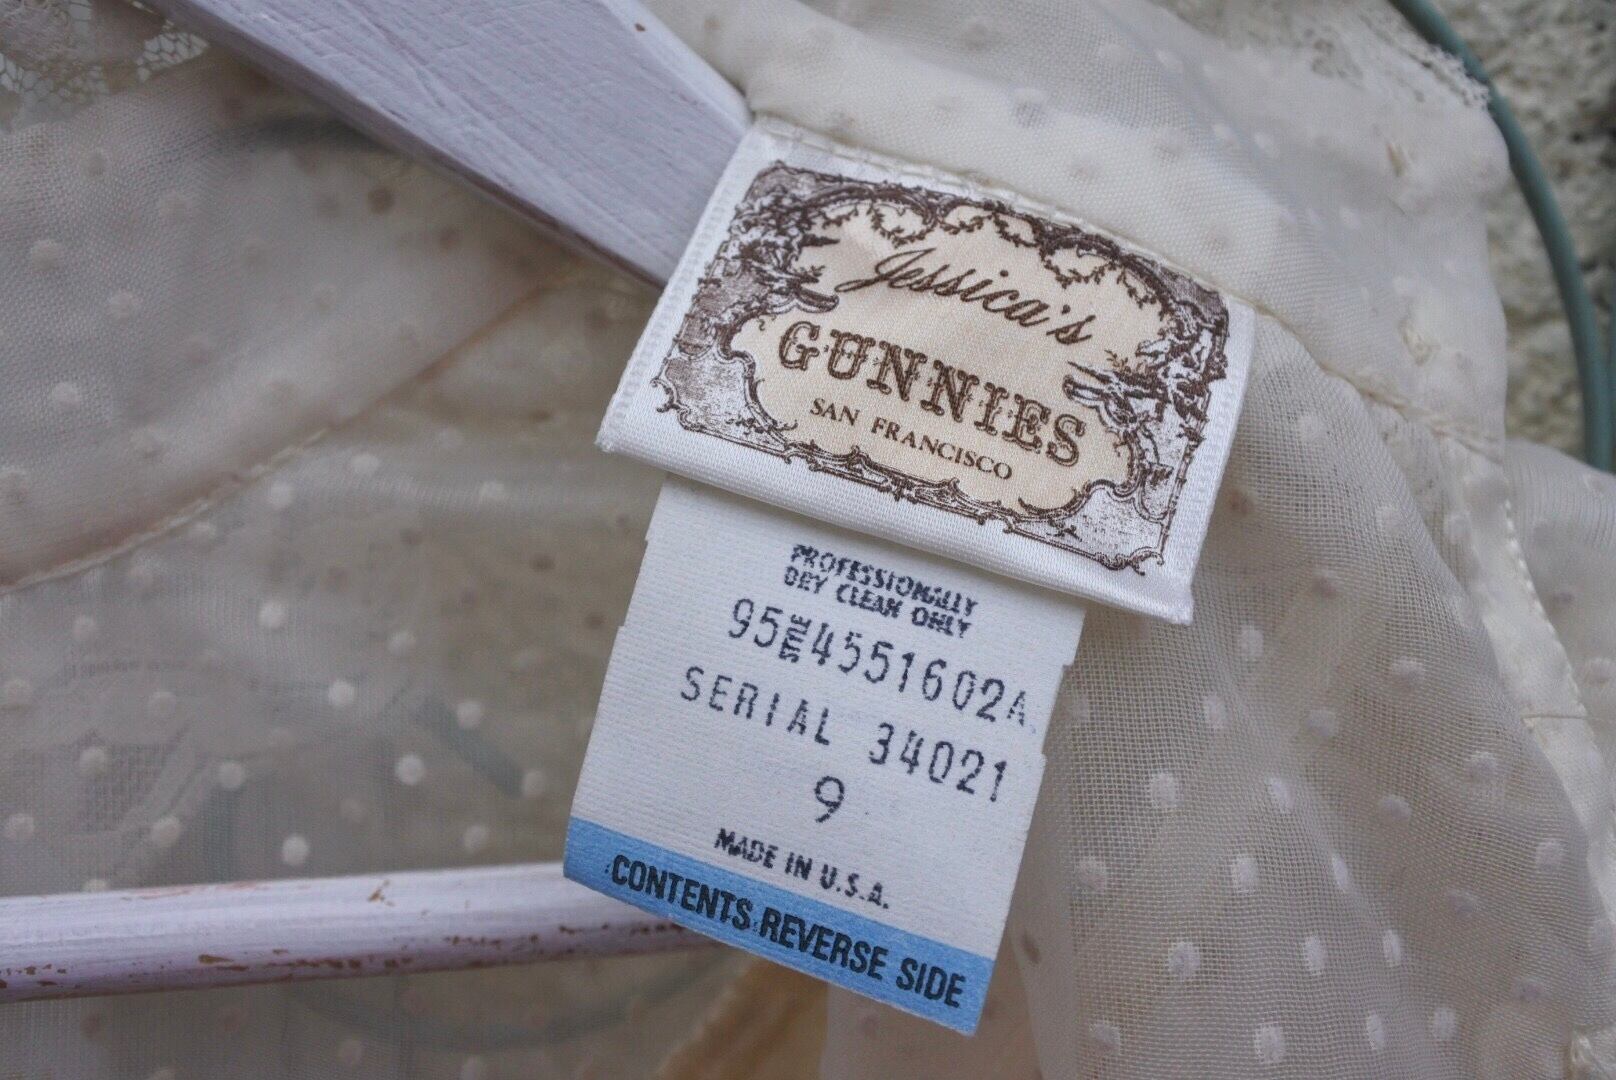 Jessica's
GUNNIES
SAN FRANCISCO
PROFESSIONALLY
DRY CLEAN ONLY
95 STYLE 4551602A
SERIAL 34021
9
MADE IN U.S.A.
CONTENTS REVERSE SIDE